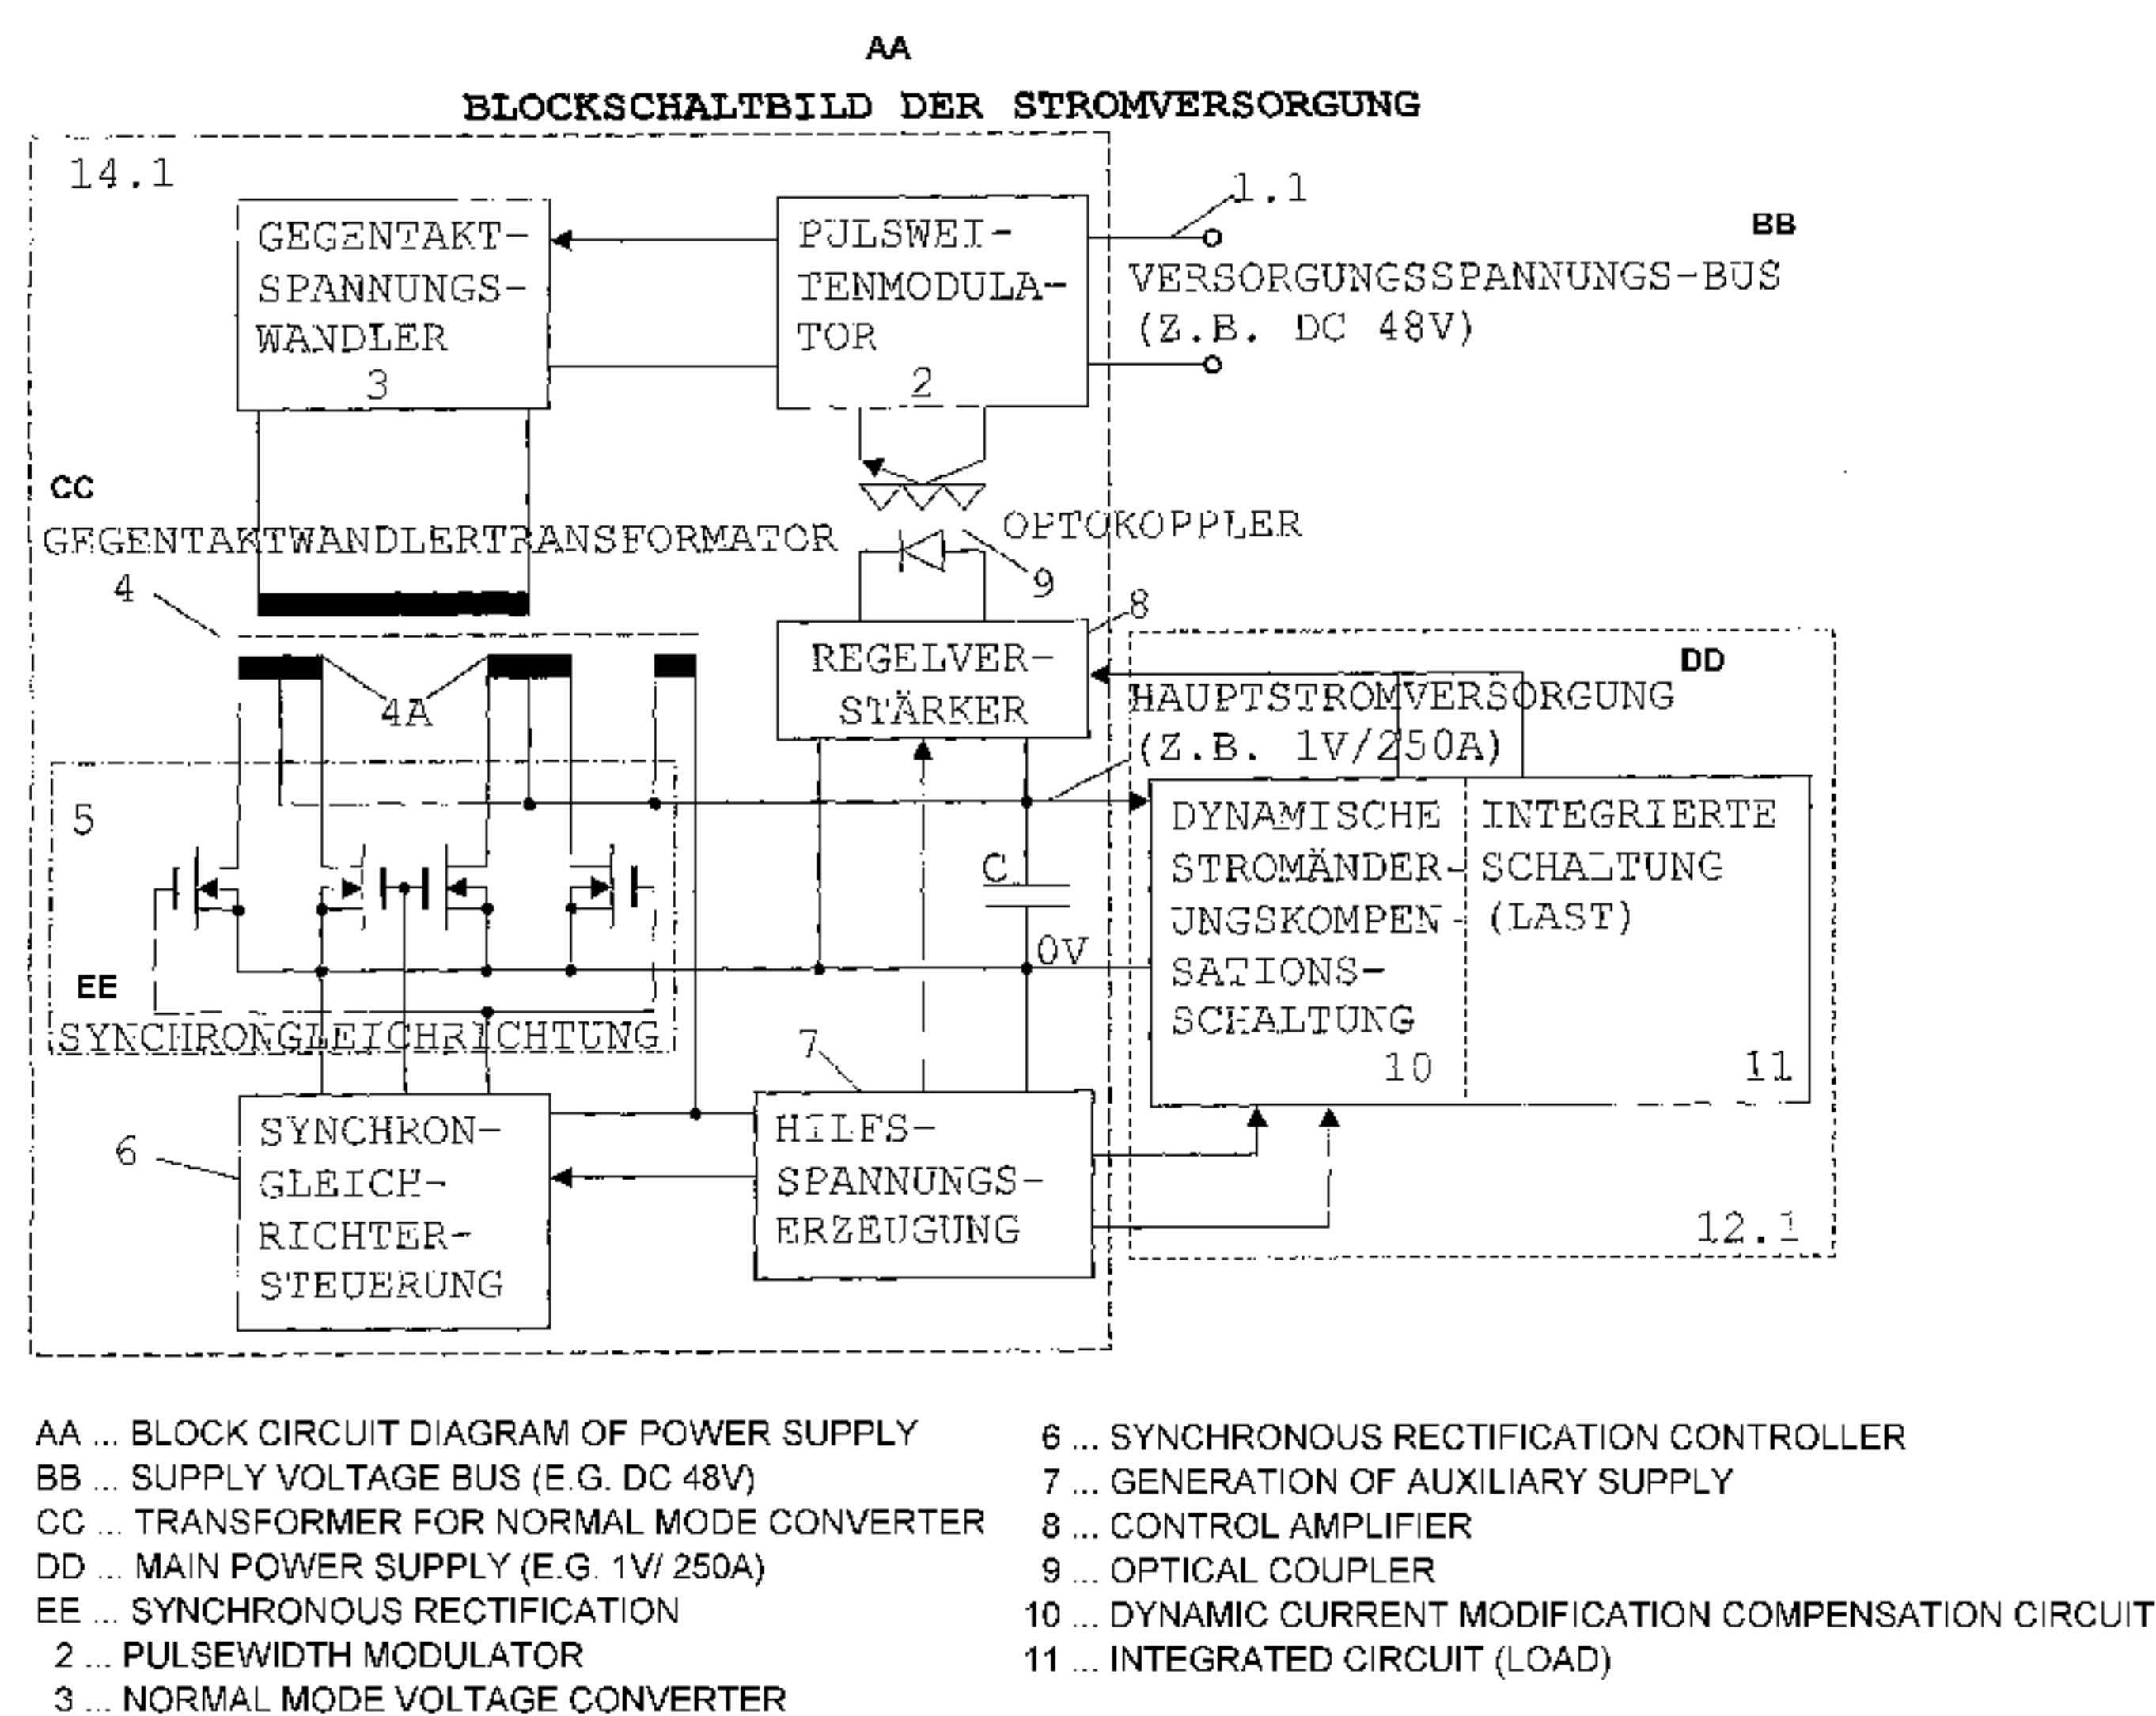 AA
BLOCKSCHALTBILD DER STROMVERSORGUNG
14.1
GEGENTAKT-
SPANNUNGS-
WANDLER
3
PULSWEI-
TENMODULA-
TOR
2
1.1
BB
VERSORGUNGSSPANNUNGS-BUS
(Z.B. DC 48V)
CC
GEGENTAKTWANDLERTRANSFORMATOR
4
OPTOKOPPLER
9
8
4A
REGELVER-
STÄRKER
DD
HAUPTSTROMVERSORGUNG
(Z.B. 1V/250A)
5
EE
SYNCHRONGLEICHRICHTUNG
C
0V
DYNAMISCHE
STROMÄNDER-
UNGSKOMPEN-
SATIONS-
SCHALTUNG
10
INTEGRIERTE
SCHALTUNG
(LAST)
11
7
6
SYNCHRON-
GLEICH-
RICHTER-
STEUERUNG
HILFS-
SPANNUNGS-
ERZEUGUNG
12.1
AA ... BLOCK CIRCUIT DIAGRAM OF POWER SUPPLY
BB ... SUPPLY VOLTAGE BUS (E.G. DC 48V)
CC ... TRANSFORMER FOR NORMAL MODE CONVERTER
DD ... MAIN POWER SUPPLY (E.G. 1V/ 250A)
EE ... SYNCHRONOUS RECTIFICATION
2 ... PULSEWIDTH MODULATOR
3 ... NORMAL MODE VOLTAGE CONVERTER
6 ... SYNCHRONOUS RECTIFICATION CONTROLLER
7 ... GENERATION OF AUXILIARY SUPPLY
8 ... CONTROL AMPLIFIER
9 ... OPTICAL COUPLER
10 ... DYNAMIC CURRENT MODIFICATION COMPENSATION CIRCUIT
11 ... INTEGRATED CIRCUIT (LOAD)